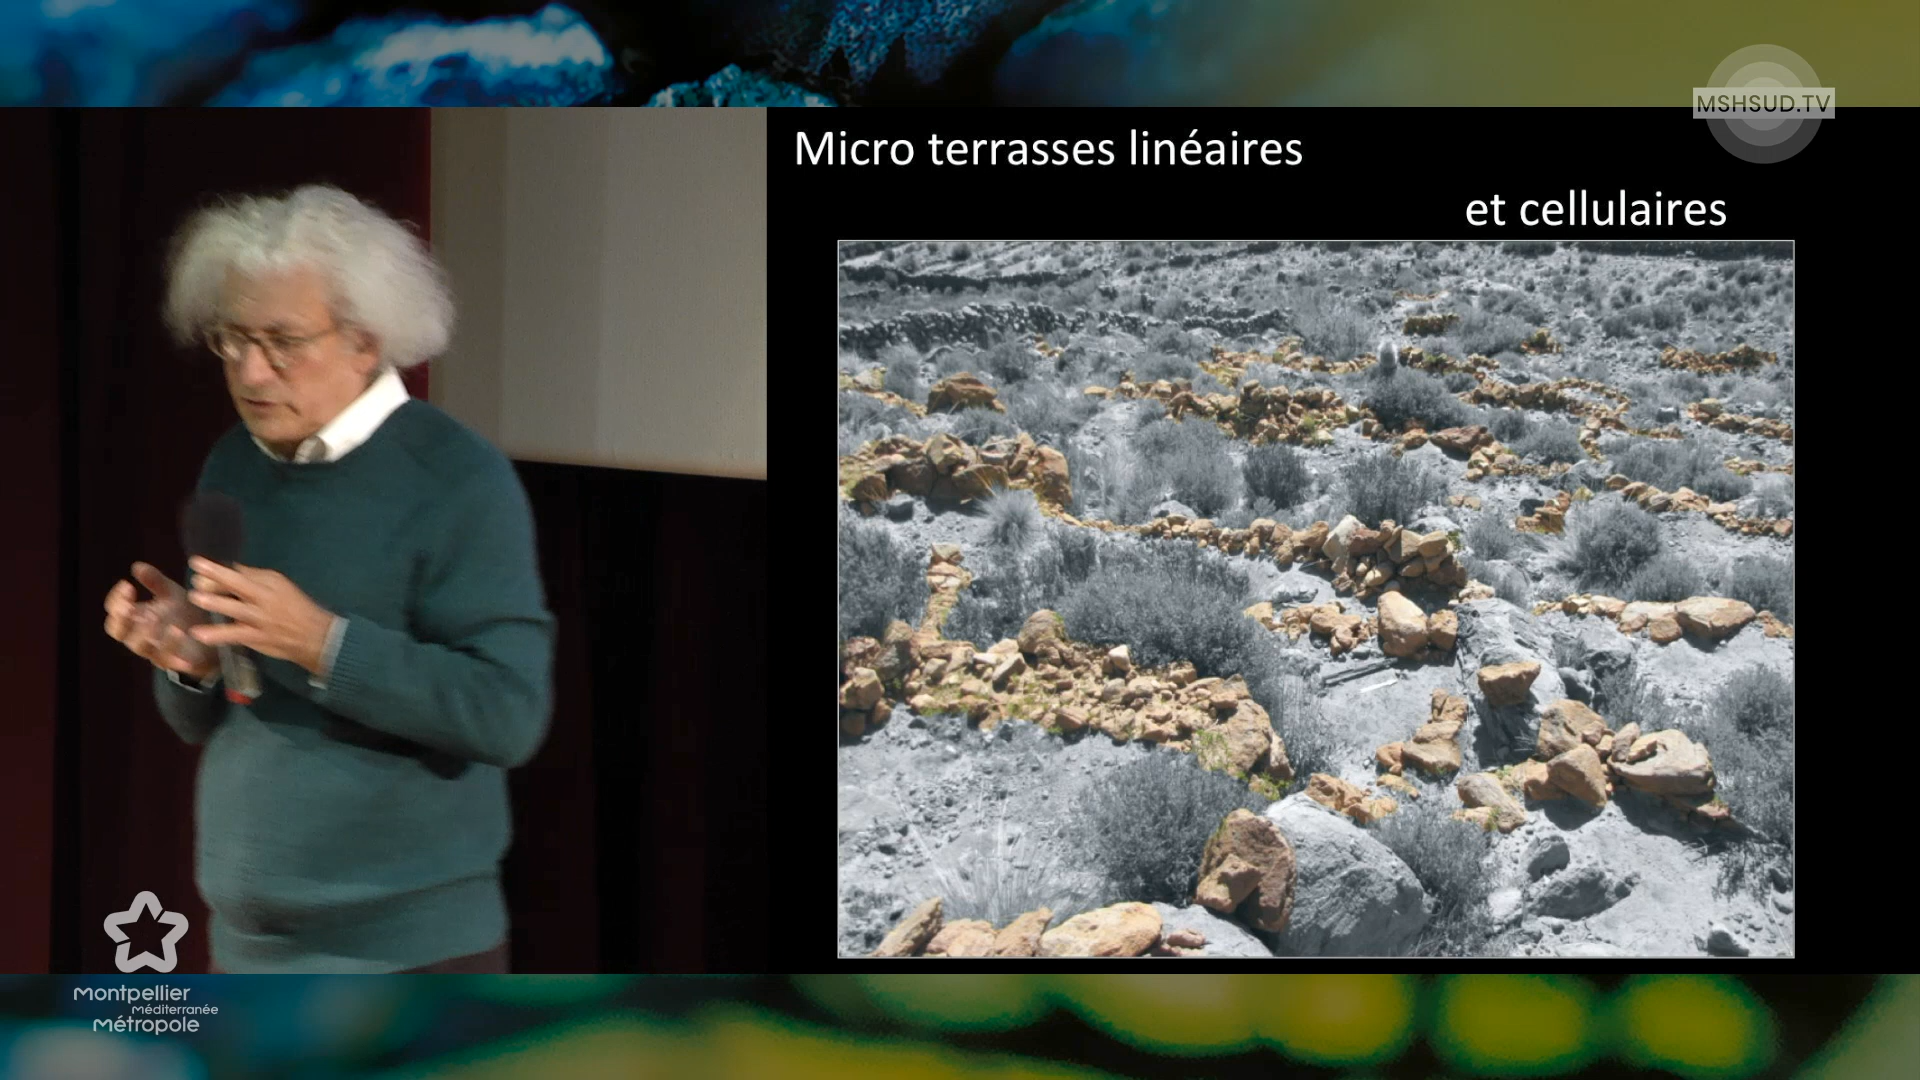 MSHSUD.TV
Micro terrasses linéaires
et cellulaires
montpellier
méditerranée
métropole